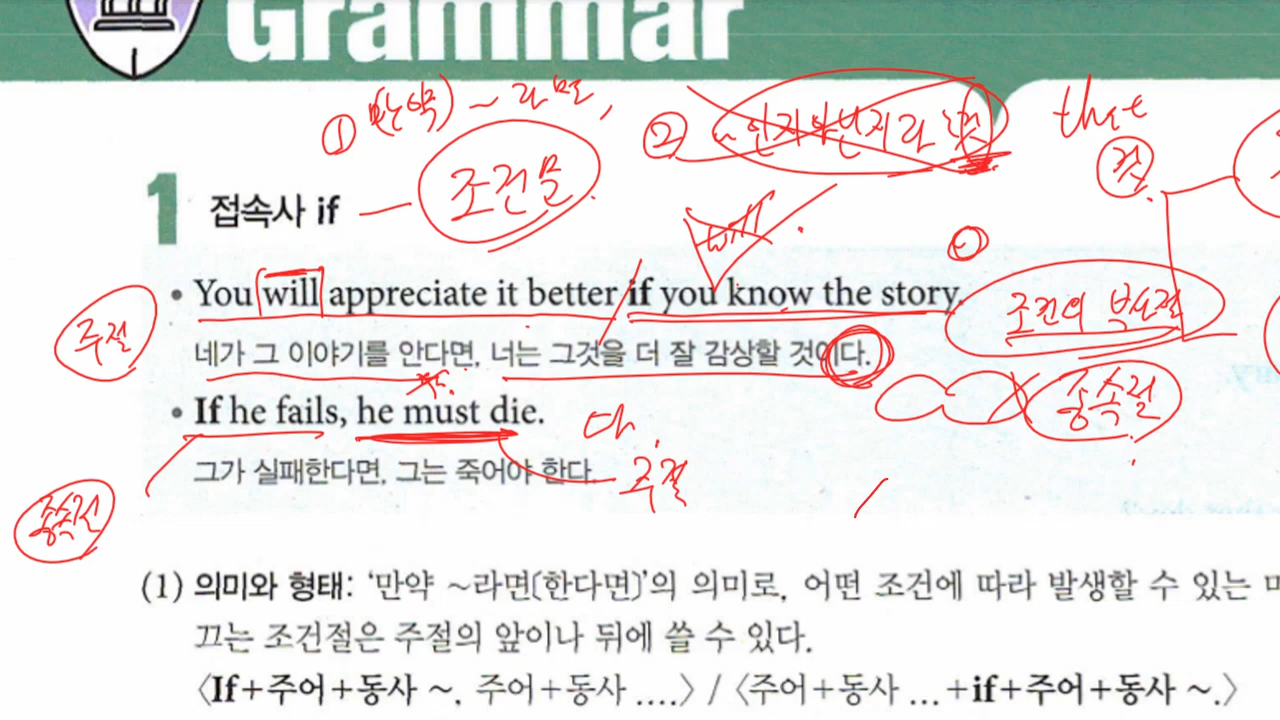 Grammar
① (만약) ~라면, ② ~인지 아닌지라 것 that
조건문 것
1 접속사 if
will
• You will appreciate it better if you know the story.
조건의 부사절
주절
네가 그 이야기를 안다면, 너는 그것을 더 잘 감상할 것이다.
종속절
• If he fails, he must die.
다.
그가 실패한다면, 그는 죽어야 한다.
주절
종속절
(1) 의미와 형태: ‘만약 ~라면[한다면]’의 의미로, 어떤 조건에 따라 발생할 수 있는
끄는 조건절은 주절의 앞이나 뒤에 쓸 수 있다.
〈If+주어+동사 ~, 주어+동사 ....〉 / 〈주어+동사 ... +if+주어+동사 ~.〉